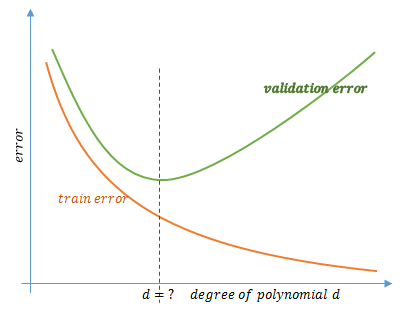 validation error
error
train error
d = ? degree of polynomial d